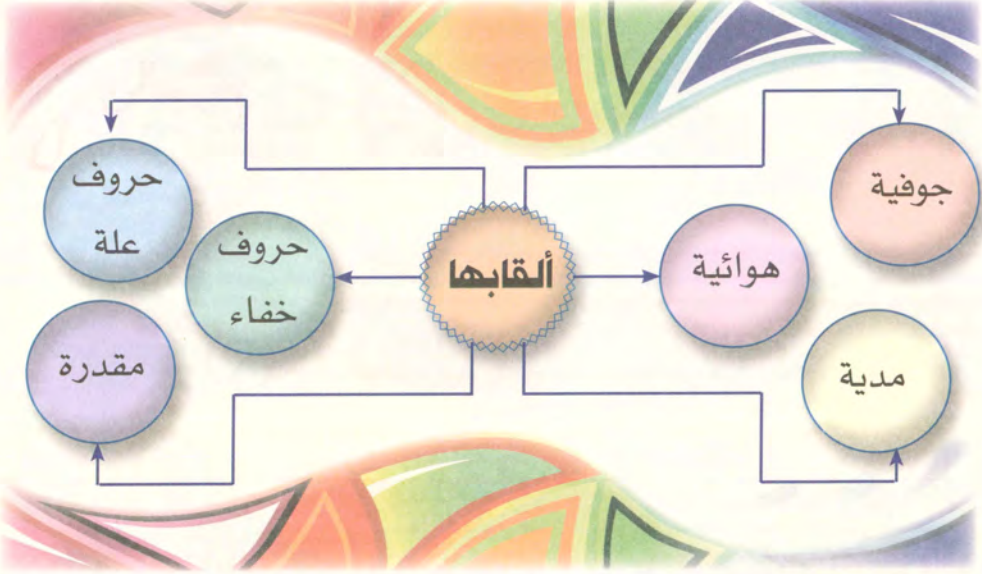 ألقابها
جوفية
هوائية
مدية
حروف
علة
حروف
خفاء
مقدرة